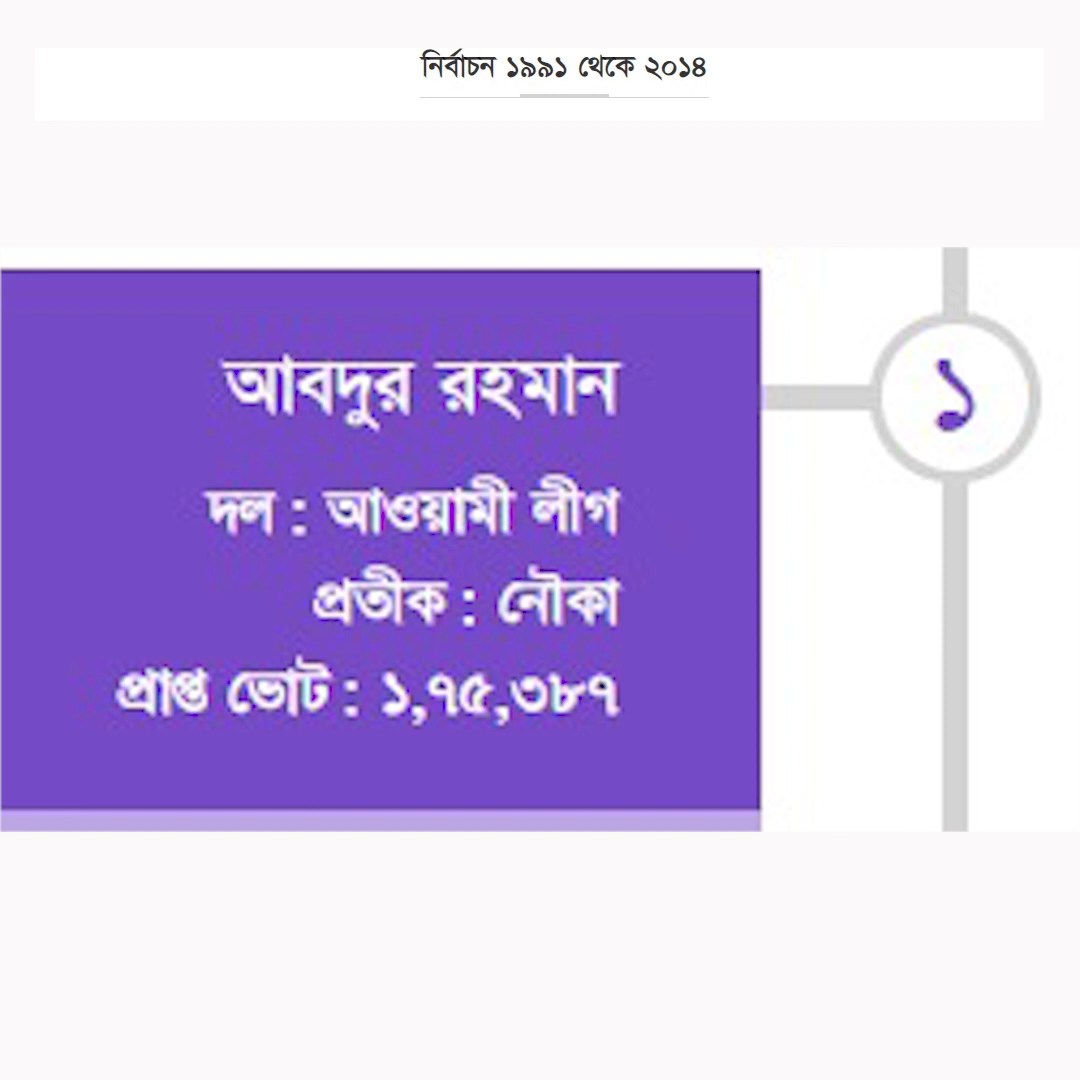 নির্বাচন ১৯৯১ থেকে ২০১৪
আবদুর রহমান
১
দল : আওয়ামী লীগ
প্রতীক : নৌকা
প্রাপ্ত ভোট : ১,৭৫,৩৮৭